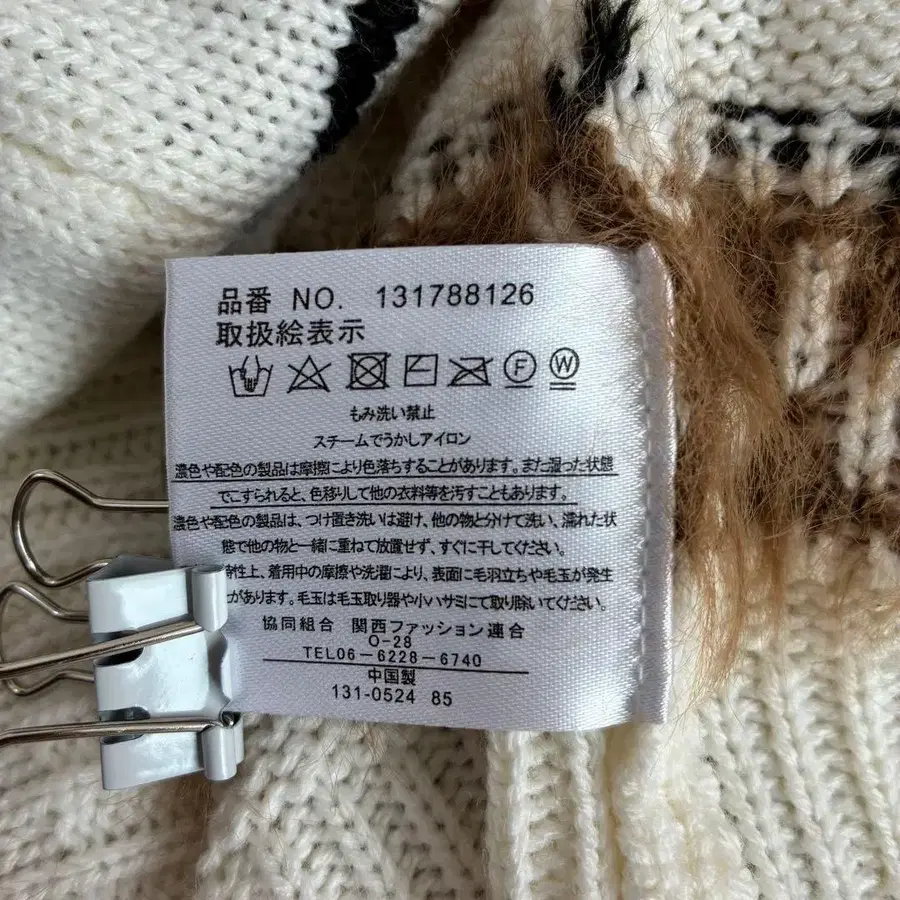 品番 NO. 131788126
取扱絵表示
F W
もみ洗い禁止
スチームでうかしアイロン
濃色や配色の製品は摩擦により色落ちすることがあります。また湿った状態
でこすられると、色移りして他の衣料等を汚すこともあります。
濃色や配色の製品は、つけ置き洗いは避け、他の物と分けて洗い、濡れた状
態で他の物と一緒に重ねて放置せず、すぐに干してください。
特性上、着用中の摩擦や洗濯により、表面に毛羽立ちや毛玉が発生
があります。毛玉は毛玉取り器や小ハサミにて取り除いてください。
協同組合 関西ファッション連合
O-28
TEL06-6228-6740
中国製
131-0524 85